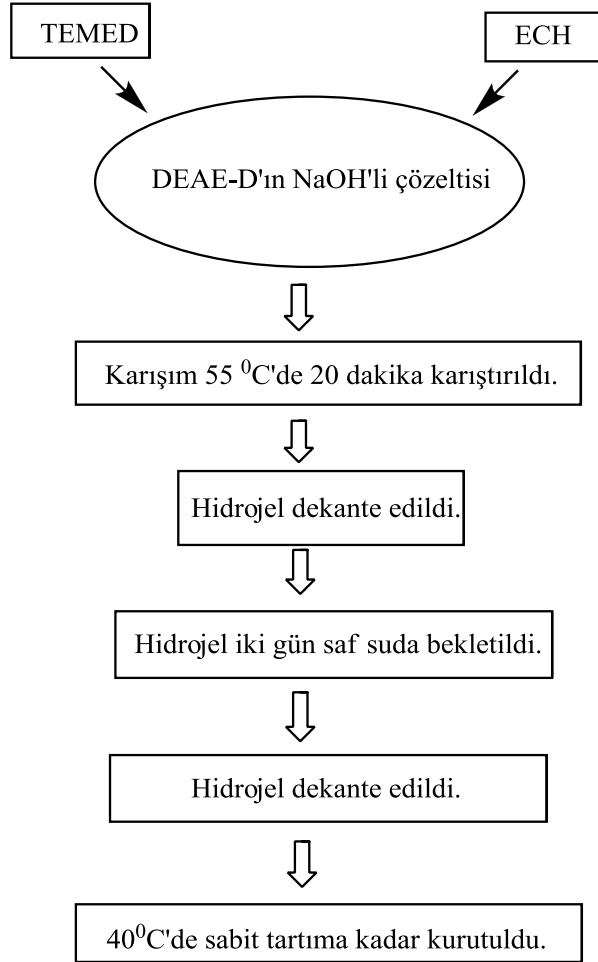 TEMED
ECH
DEAE-D'ın NaOH'li çözeltisi
Karışım 55 ⁰C'de 20 dakika karıştırıldı.
Hidrojel dekante edildi.
Hidrojel iki gün saf suda bekletildi.
Hidrojel dekante edildi.
40⁰C'de sabit tartıma kadar kurutuldu.